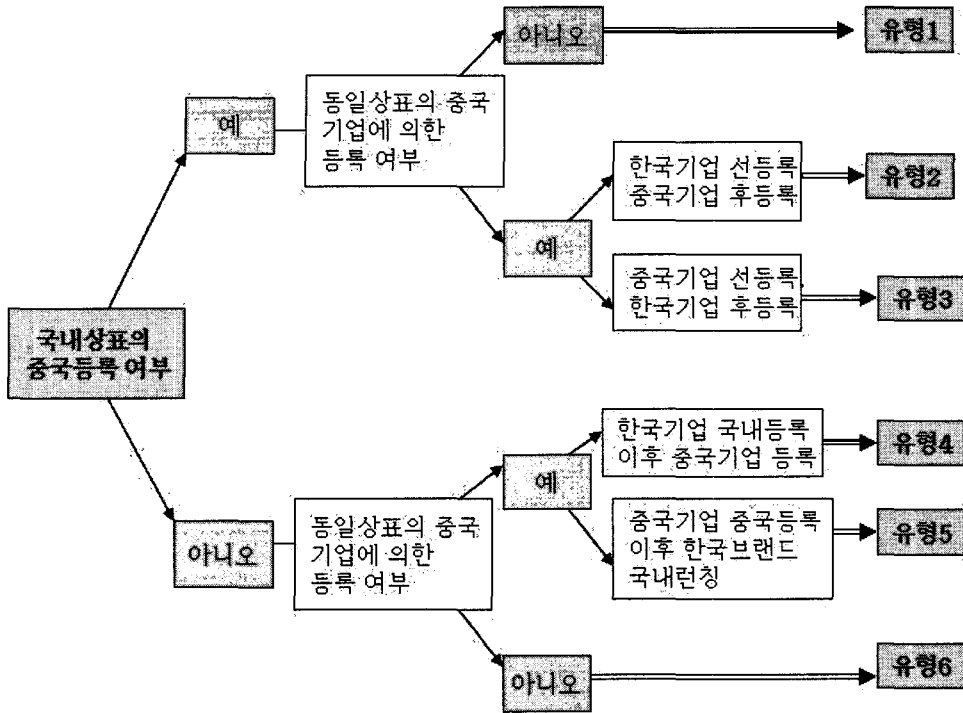 아니오
유형1
동일상표의 중국
기업에 의한
등록 여부
예
한국기업 선등록
중국기업 후등록
유형2
예
중국기업 선등록
한국기업 후등록
유형3
국내상표의
중국등록 여부
한국기업 국내등록
이후 중국기업 등록
유형4
예
동일상표의 중국
기업에 의한
등록 여부
아니오
중국기업 중국등록
이후 한국브랜드
국내런칭
유형5
아니오
유형6